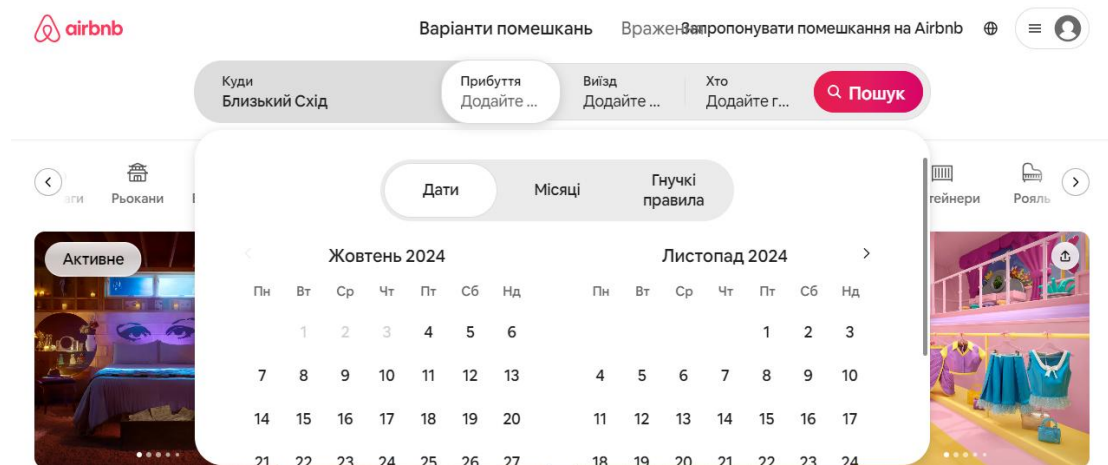 airbnb
Варіанти помешкань
Враження
Запропонувати помешкання на Airbnb
Куди
Близький Схід
Прибуття
Додайте ...
Виїзд
Додайте ...
Хто
Додайте г...
Пошук
Рьокани
Рояль
Дати
Місяці
Гнучкі
правила
Активне
Жовтень 2024
Пн Вт Ср Чт Пт Сб Нд
1 2 3 4 5 6
7 8 9 10 11 12 13
14 15 16 17 18 19 20
21 22 23 24 25 26 27
Листопад 2024
Пн Вт Ср Чт Пт Сб Нд
1 2 3
4 5 6 7 8 9 10
11 12 13 14 15 16 17
18 19 20 21 22 23 24